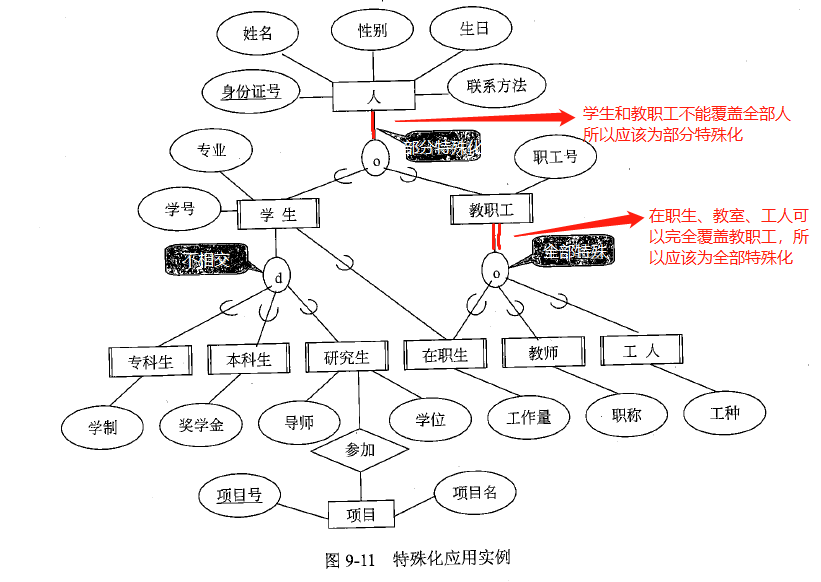 姓名
性别
生日
身份证号
人
联系方法
学生和教职工不能覆盖全部人
所以应该为部分特殊化
部分特殊化
o
专业
职工号
学号
学生
教职工
在职生、教室、工人可
以完全覆盖教职工，所
以应该为全部特殊化
不相交
全部特殊
d
o
专科生
本科生
研究生
在职生
教师
工人
学制
奖学金
导师
学位
工作量
职称
工种
参加
项目号
项目名
项目
图 9-11 特殊化应用实例